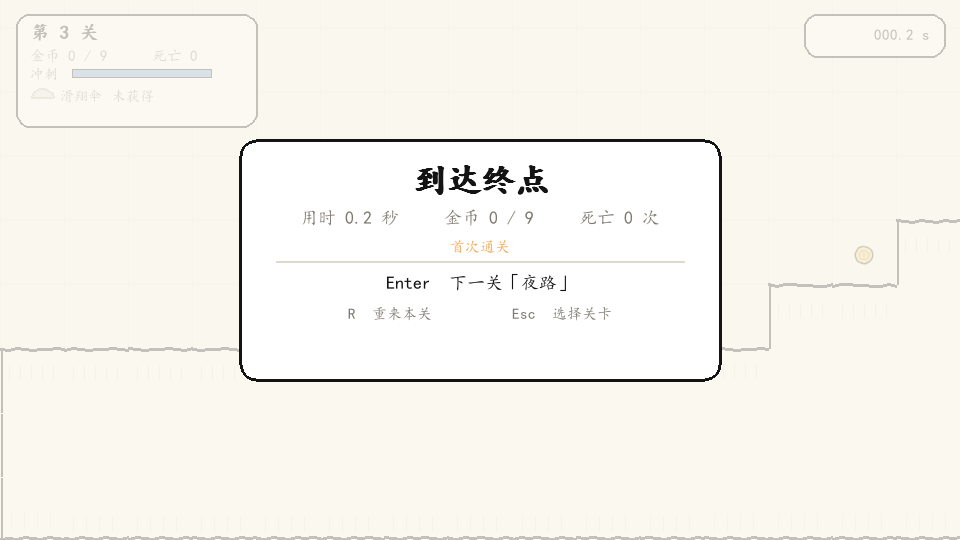 第 3 关
金币 0 / 9 死亡 0
冲刺
滑翔伞 未获得
000.2 s
到达终点
用时 0.2 秒 金币 0 / 9 死亡 0 次
首次通关
Enter 下一关「夜路」
R 重来本关 Esc 选择关卡